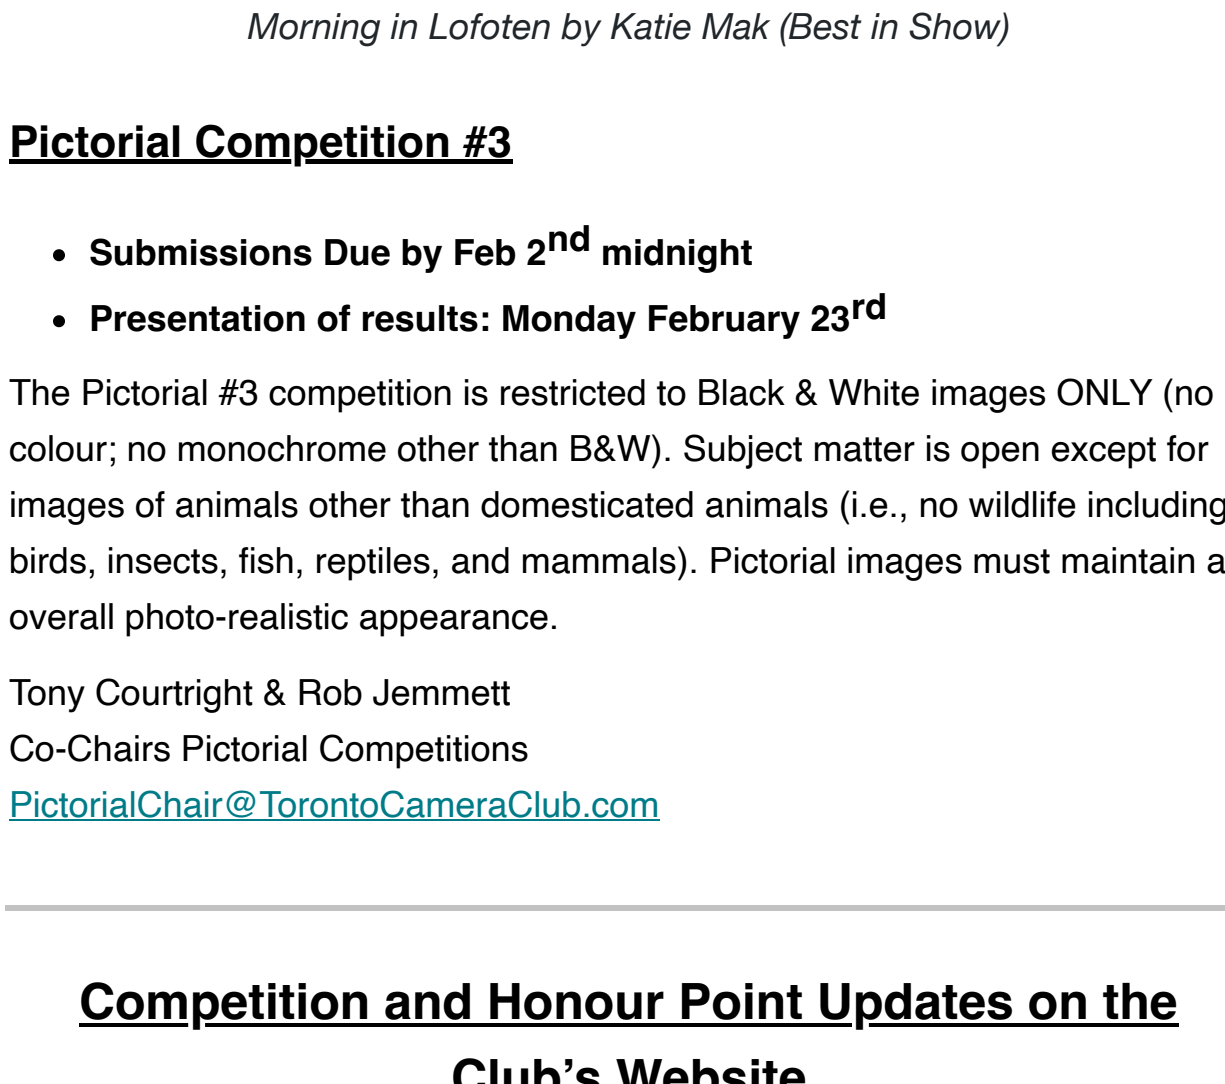 Morning in Lofoten by Katie Mak (Best in Show)
Pictorial Competition #3
• Submissions Due by Feb 2nd midnight
• Presentation of results: Monday February 23rd
The Pictorial #3 competition is restricted to Black & White images ONLY (no
colour; no monochrome other than B&W). Subject matter is open except for
images of animals other than domesticated animals (i.e., no wildlife including
birds, insects, fish, reptiles, and mammals). Pictorial images must maintain a
overall photo-realistic appearance.
Tony Courtright & Rob Jemmett
Co-Chairs Pictorial Competitions
PictorialChair@TorontoCameraClub.com
Competition and Honour Point Updates on the
Club’s Website